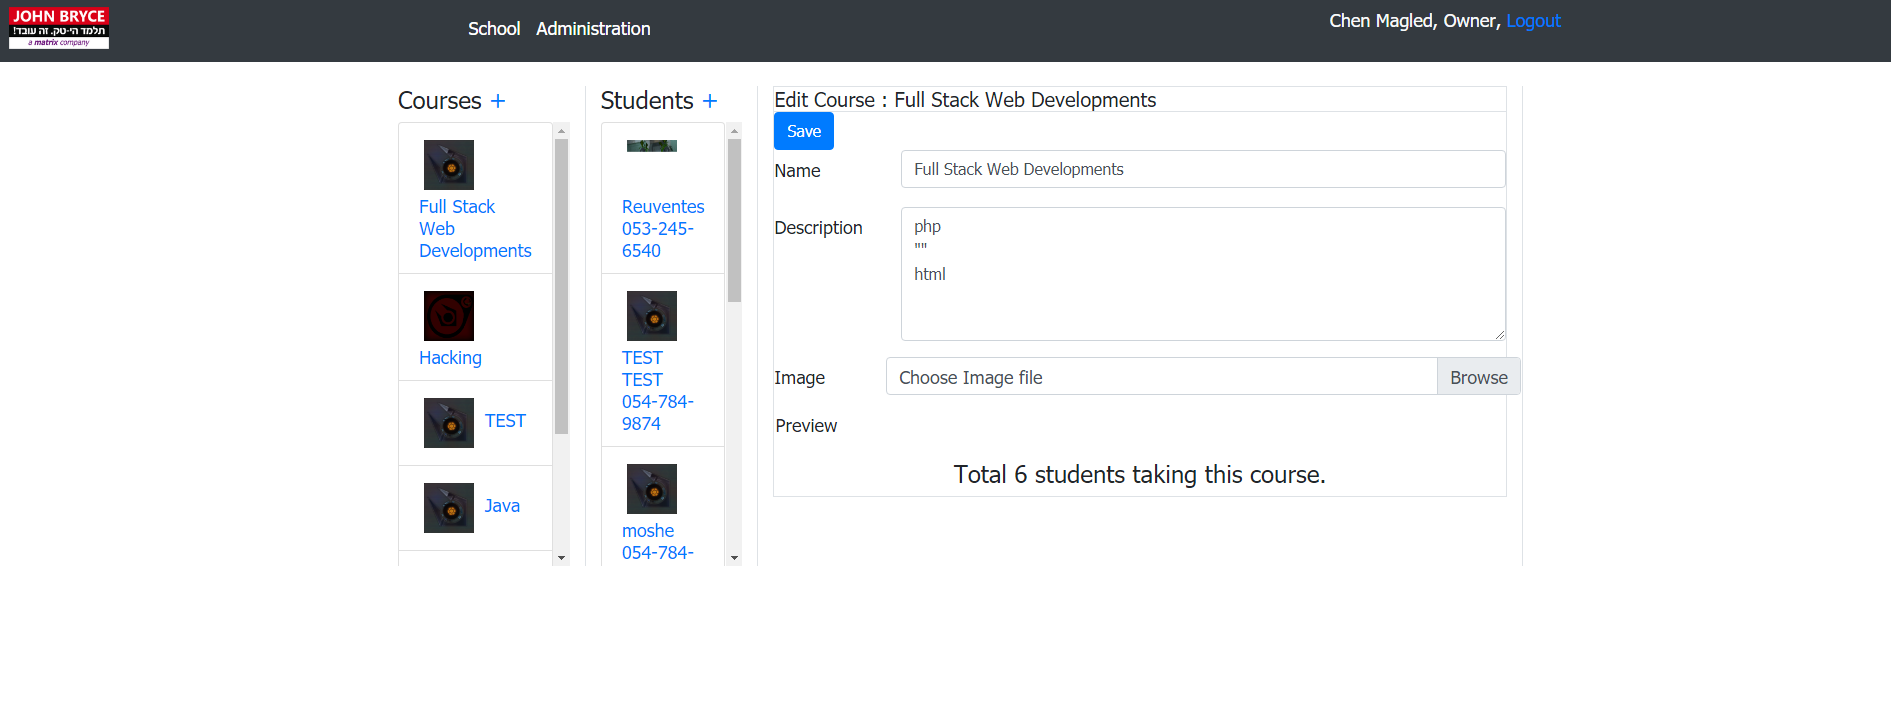 JOHN BRYCE
תלמד הי-טק. זה עובד!
a matrix company
School Administration
Chen Magled, Owner, Logout
Courses +
Full Stack
Web
Developments
Hacking
TEST
Java
Students +
Reuventes
053-245-
6540
TEST
TEST
054-784-
9874
moshe
054-784-
Edit Course : Full Stack Web Developments
Save
Name
Full Stack Web Developments
Description
php
""
html
Image
Choose Image file
Browse
Preview
Total 6 students taking this course.